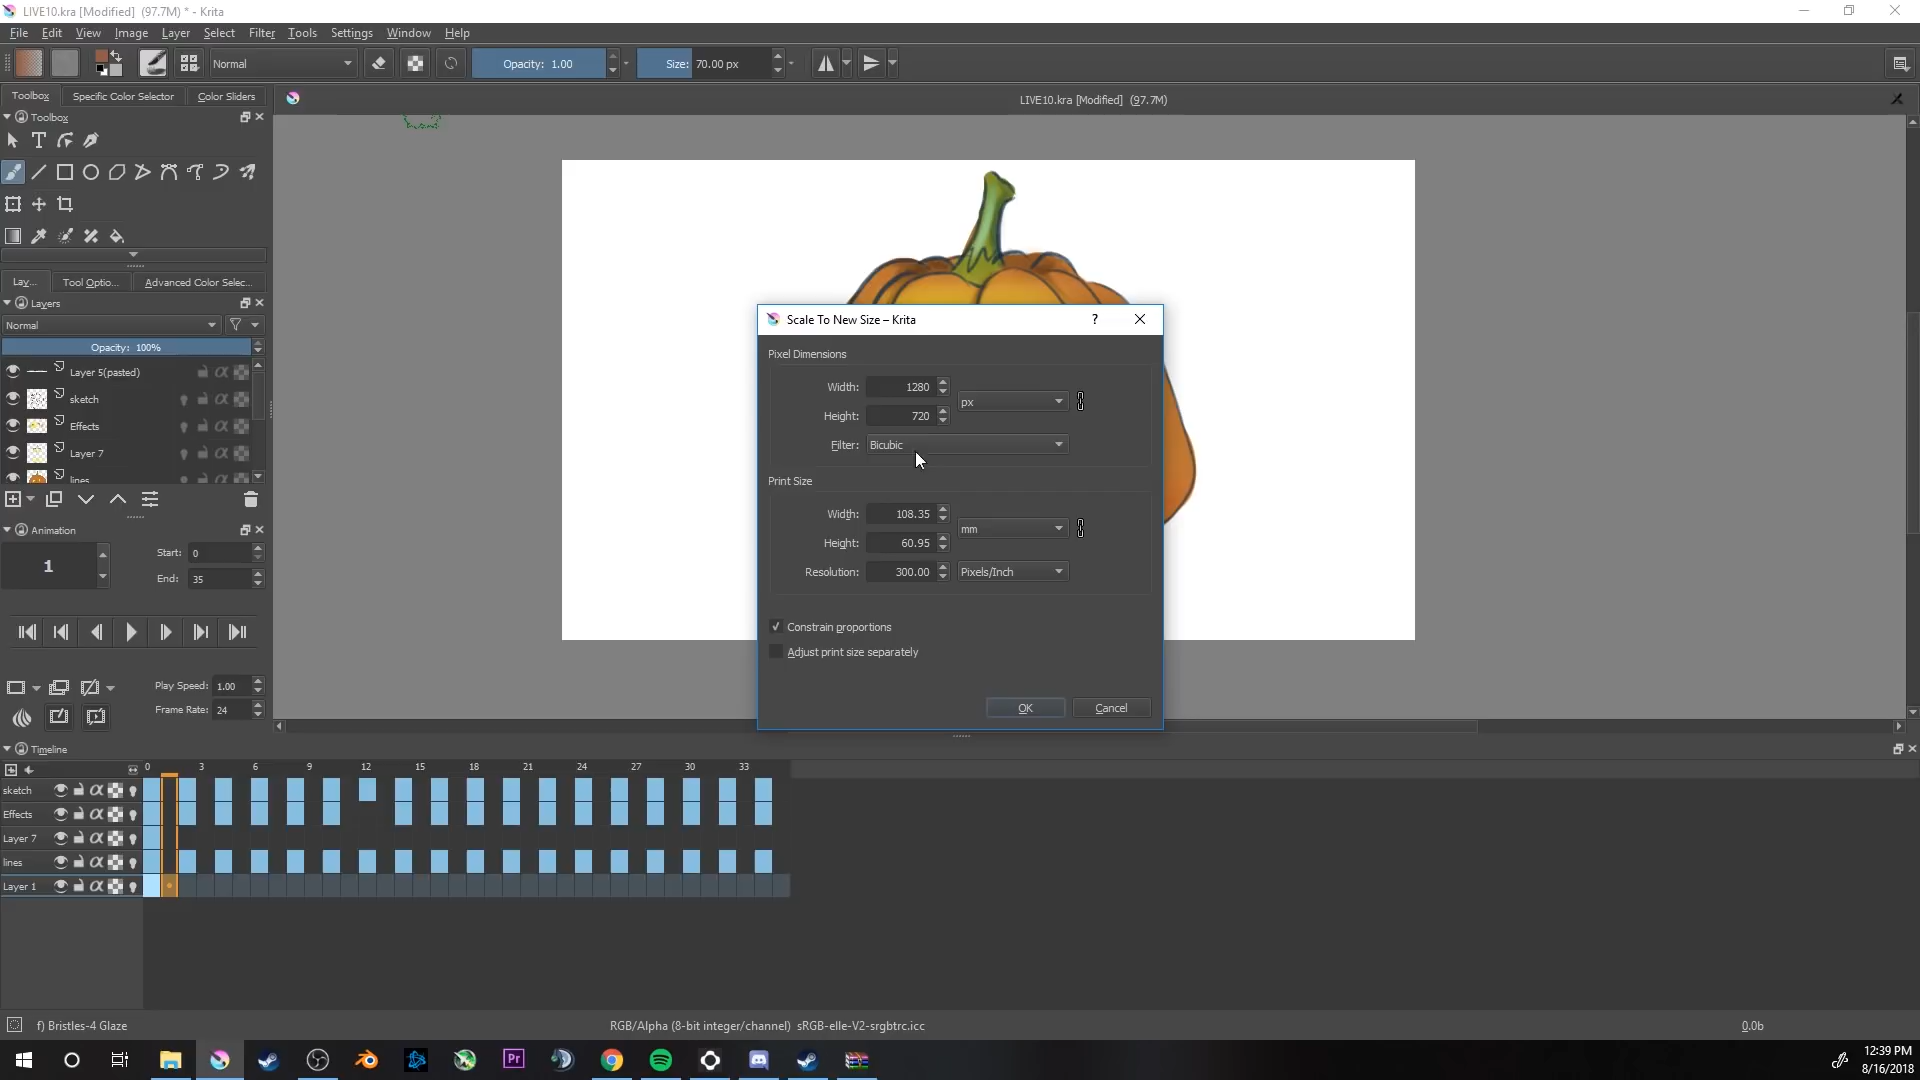 LIVE10.kra [Modified]  (97.7M) * - Krita
File Edit View Image Layer Select Filter Tools Settings Window Help
Normal Opacity: 1.00 Size: 70.00 px
Toolbox Specific Color Selector Color Sliders
LIVE10.kra [Modified]  (97.7M)
Toolbox
T
Lay... Tool Optio... Advanced Color Selec...
Layers
Normal
Opacity: 100%
Layer 5(pasted)
sketch
Effects
Layer 7
lines
Animation
1
Start: 0
End: 35
Play Speed: 1.00
Frame Rate: 24
Scale To New Size – Krita
?
Pixel Dimensions
Width: 1280
px
Height: 720
Filter: Bicubic
Print Size
Width: 108.35
mm
Height: 60.95
Resolution: 300.00 Pixels/Inch
Constrain proportions
Adjust print size separately
OK Cancel
Timeline
0 3 6 9 12 15 18 21 24 27 30 33
sketch
Effects
Layer 7
lines
Layer 1
f) Bristles-4 Glaze
RGB/Alpha (8-bit integer/channel)  sRGB-elle-V2-srgbtrc.icc
0.0b
Pr
12:39 PM
8/16/2018